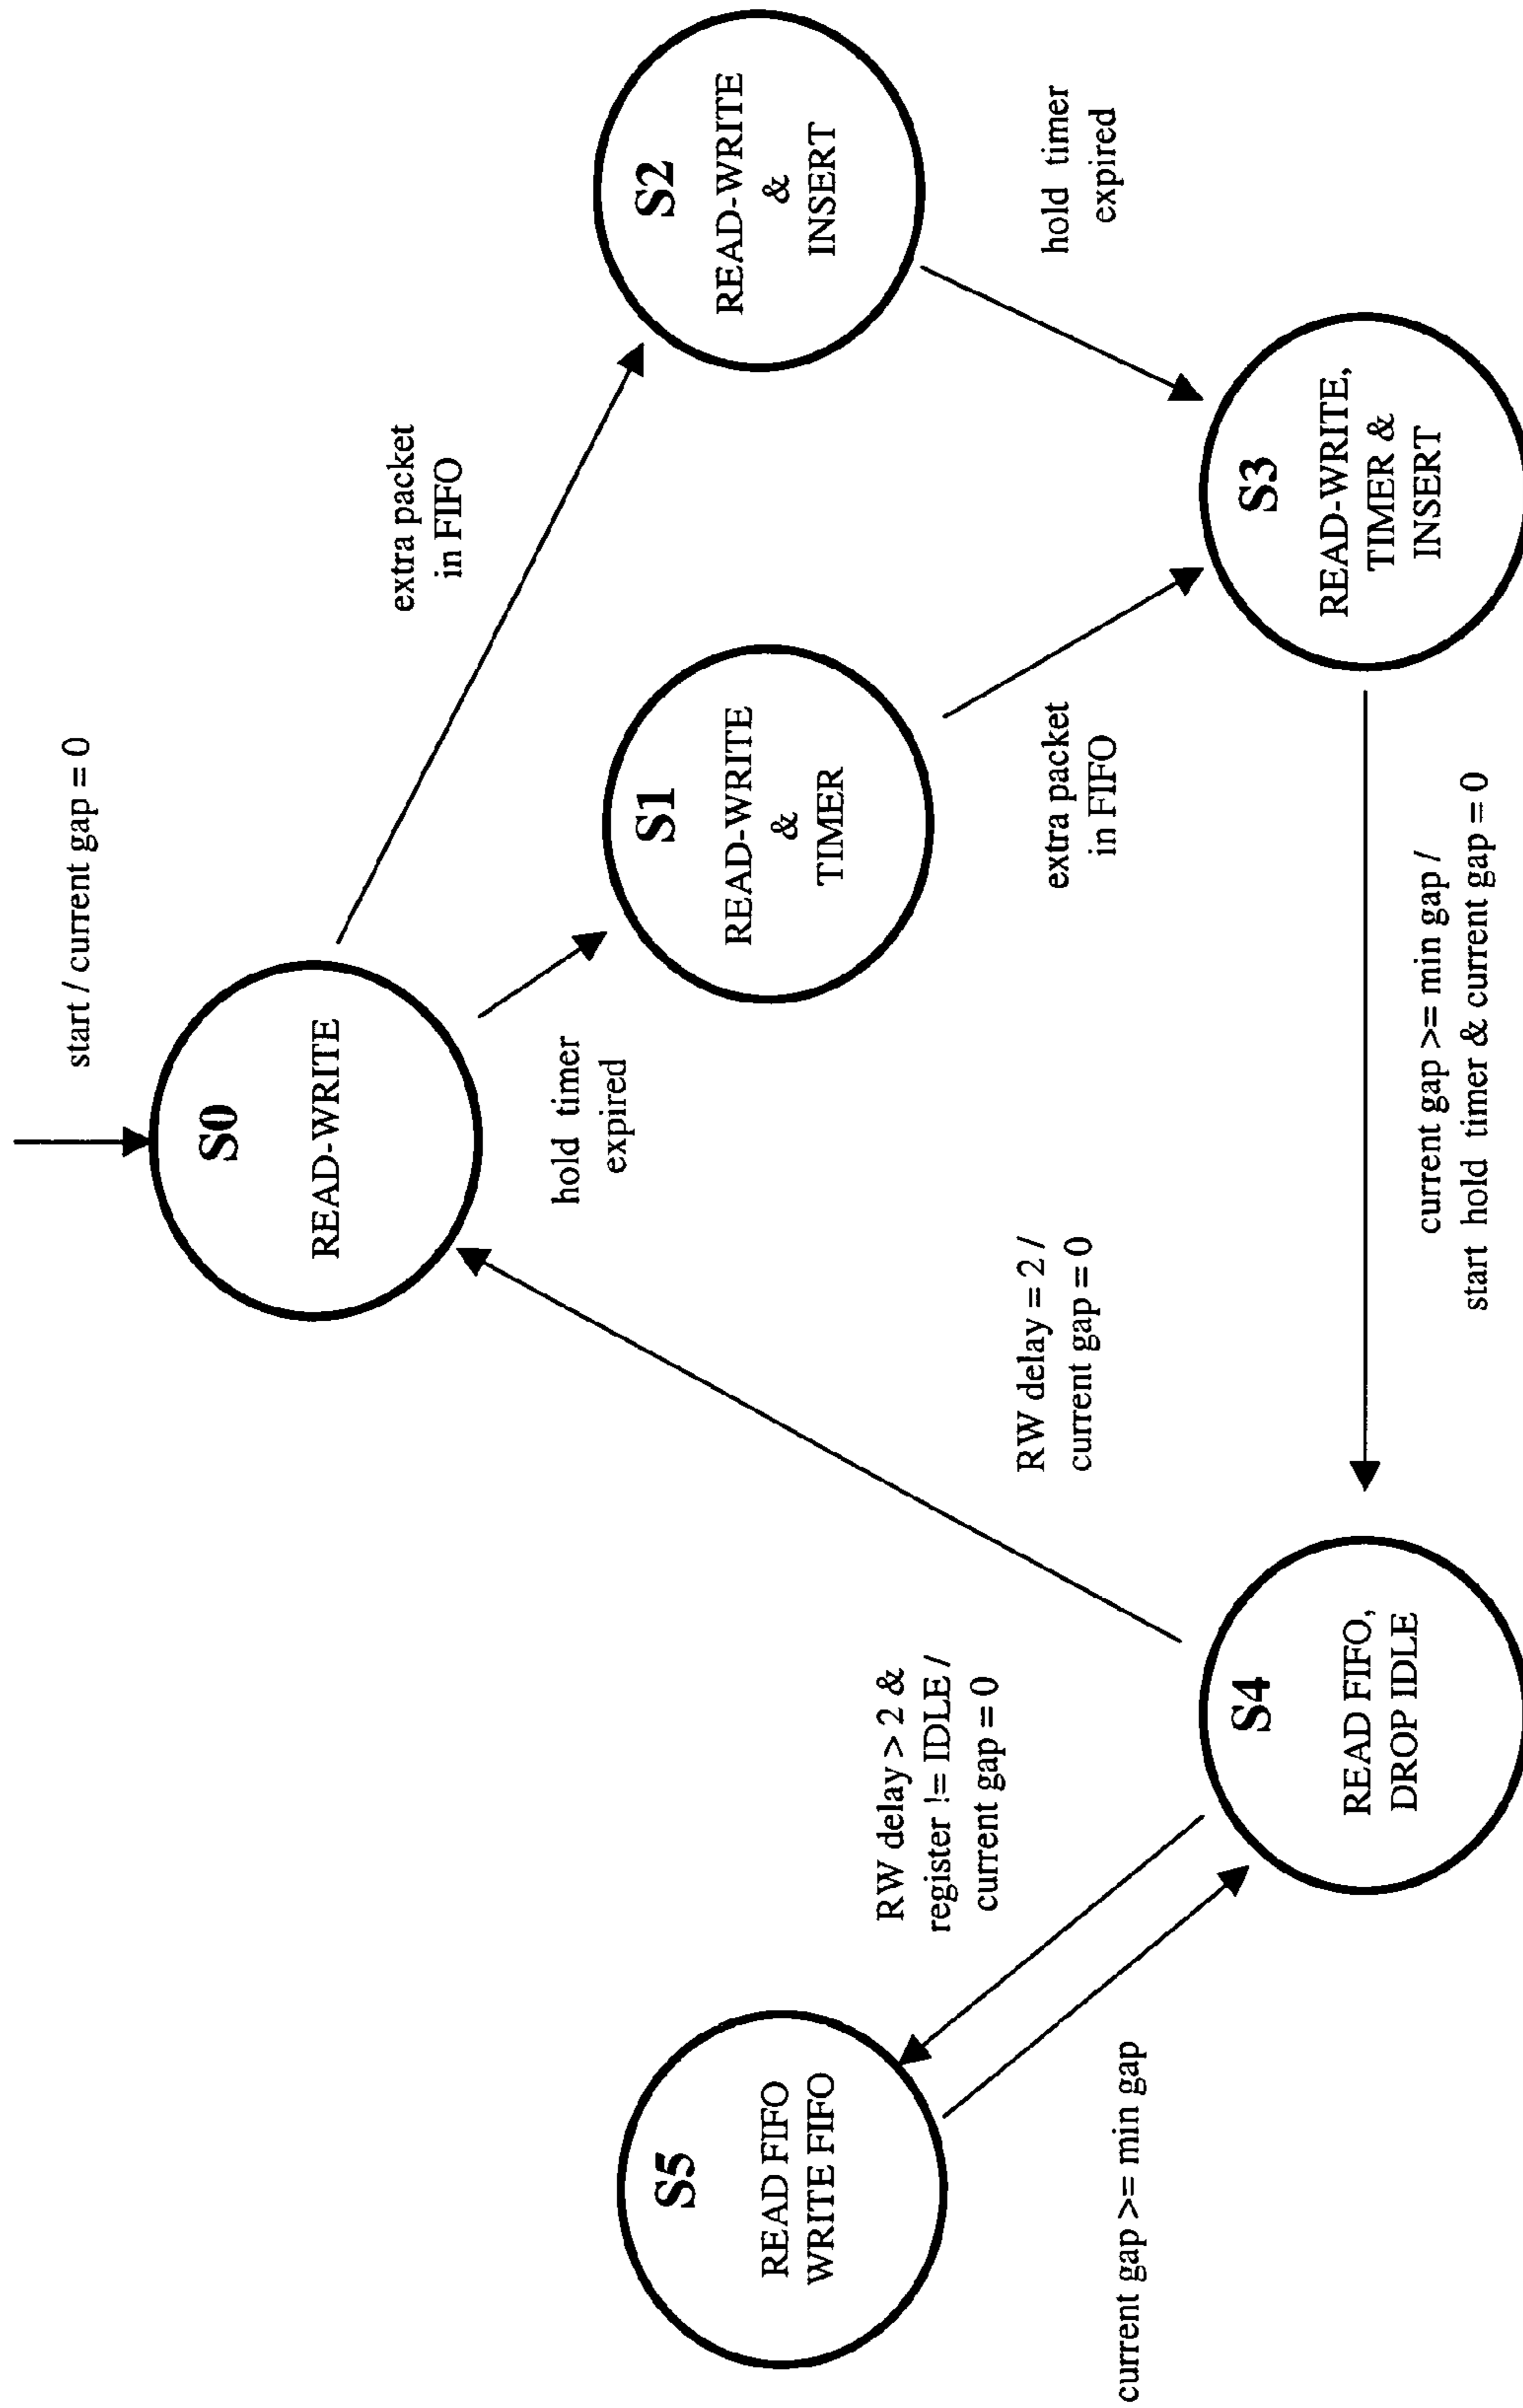 start / current gap = 0
S0
READ-WRITE
extra packet
in FIFO
hold timer
expired
S1
READ-WRITE
&
TIMER
S2
READ-WRITE
&
INSERT
extra packet
in FIFO
hold timer
expired
S3
READ-WRITE,
TIMER &
INSERT
current gap >= min gap /
start hold timer & current gap = 0
RW delay = 2 /
current gap = 0
S4
READ FIFO,
DROP IDLE
RW delay > 2 &
register != IDLE /
current gap = 0
S5
READ FIFO
WRITE FIFO
current gap >= min gap